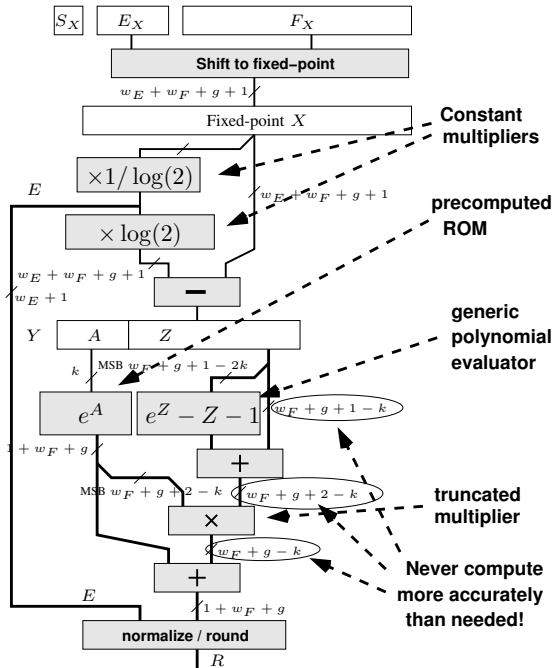 S_X E_X F_X
Shift to fixed–point
w_E + w_F + g + 1
Fixed-point X
Constant
multipliers
×1/ log(2)
E
w_E + w_F + g + 1
precomputed
ROM
× log(2)
w_E + w_F + g + 1
w_E + 1
−
Y A Z
generic
polynomial
evaluator
k
MSB w_F + g + 1 − 2k
e^A
e^Z − Z − 1
w_F + g + 1 − k
1 + w_F + g
+
MSB w_F + g + 2 − k
w_F + g + 2 − k
truncated
multiplier
×
w_F + g − k
Never compute
more accurately
than needed!
+
E
1 + w_F + g
normalize / round
R